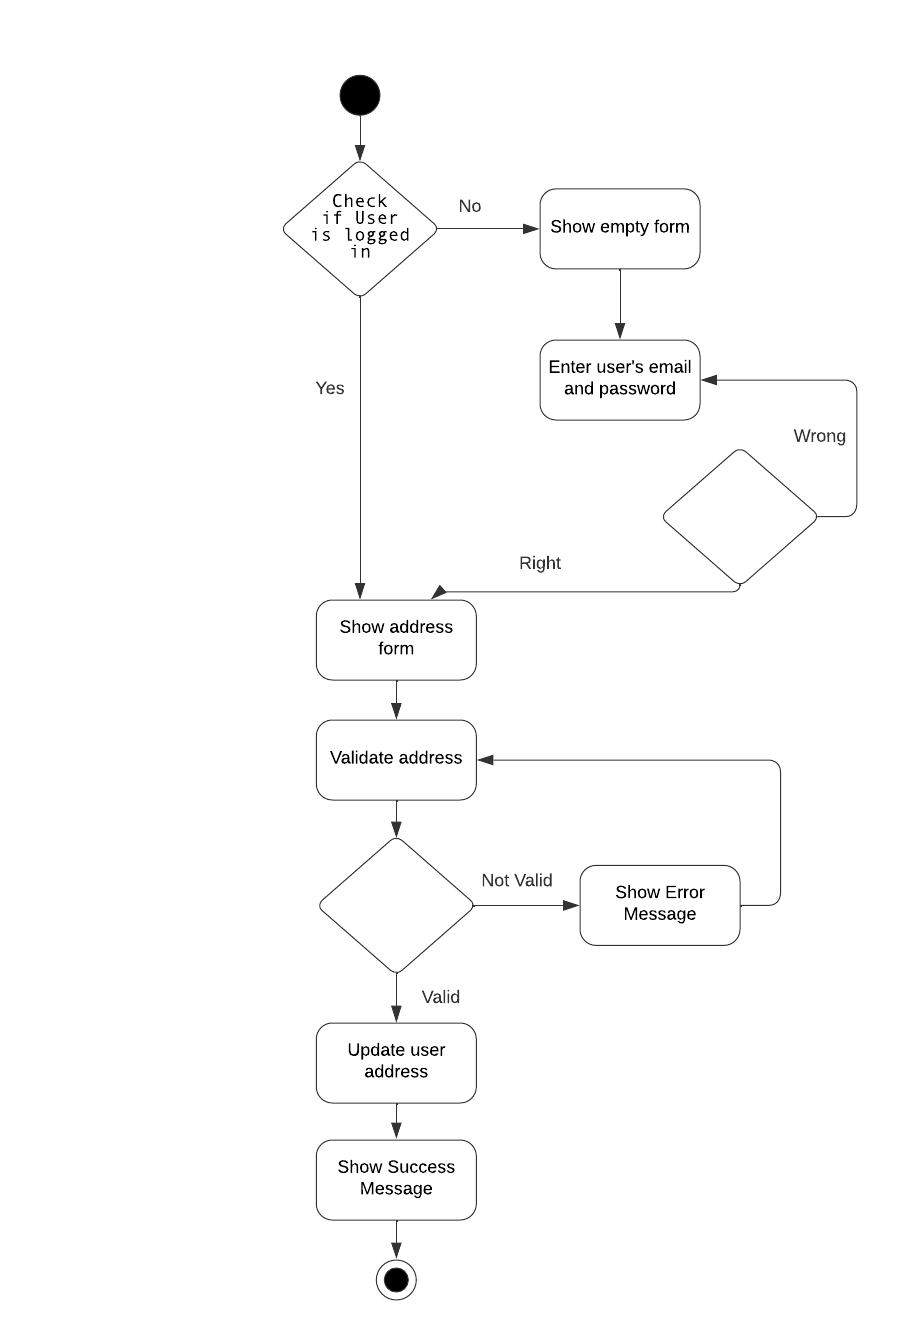 Check
if User
is logged
in
No
Show empty form
Yes
Enter user's email
and password
Wrong
Right
Show address
form
Validate address
Not Valid
Show Error
Message
Valid
Update user
address
Show Success
Message